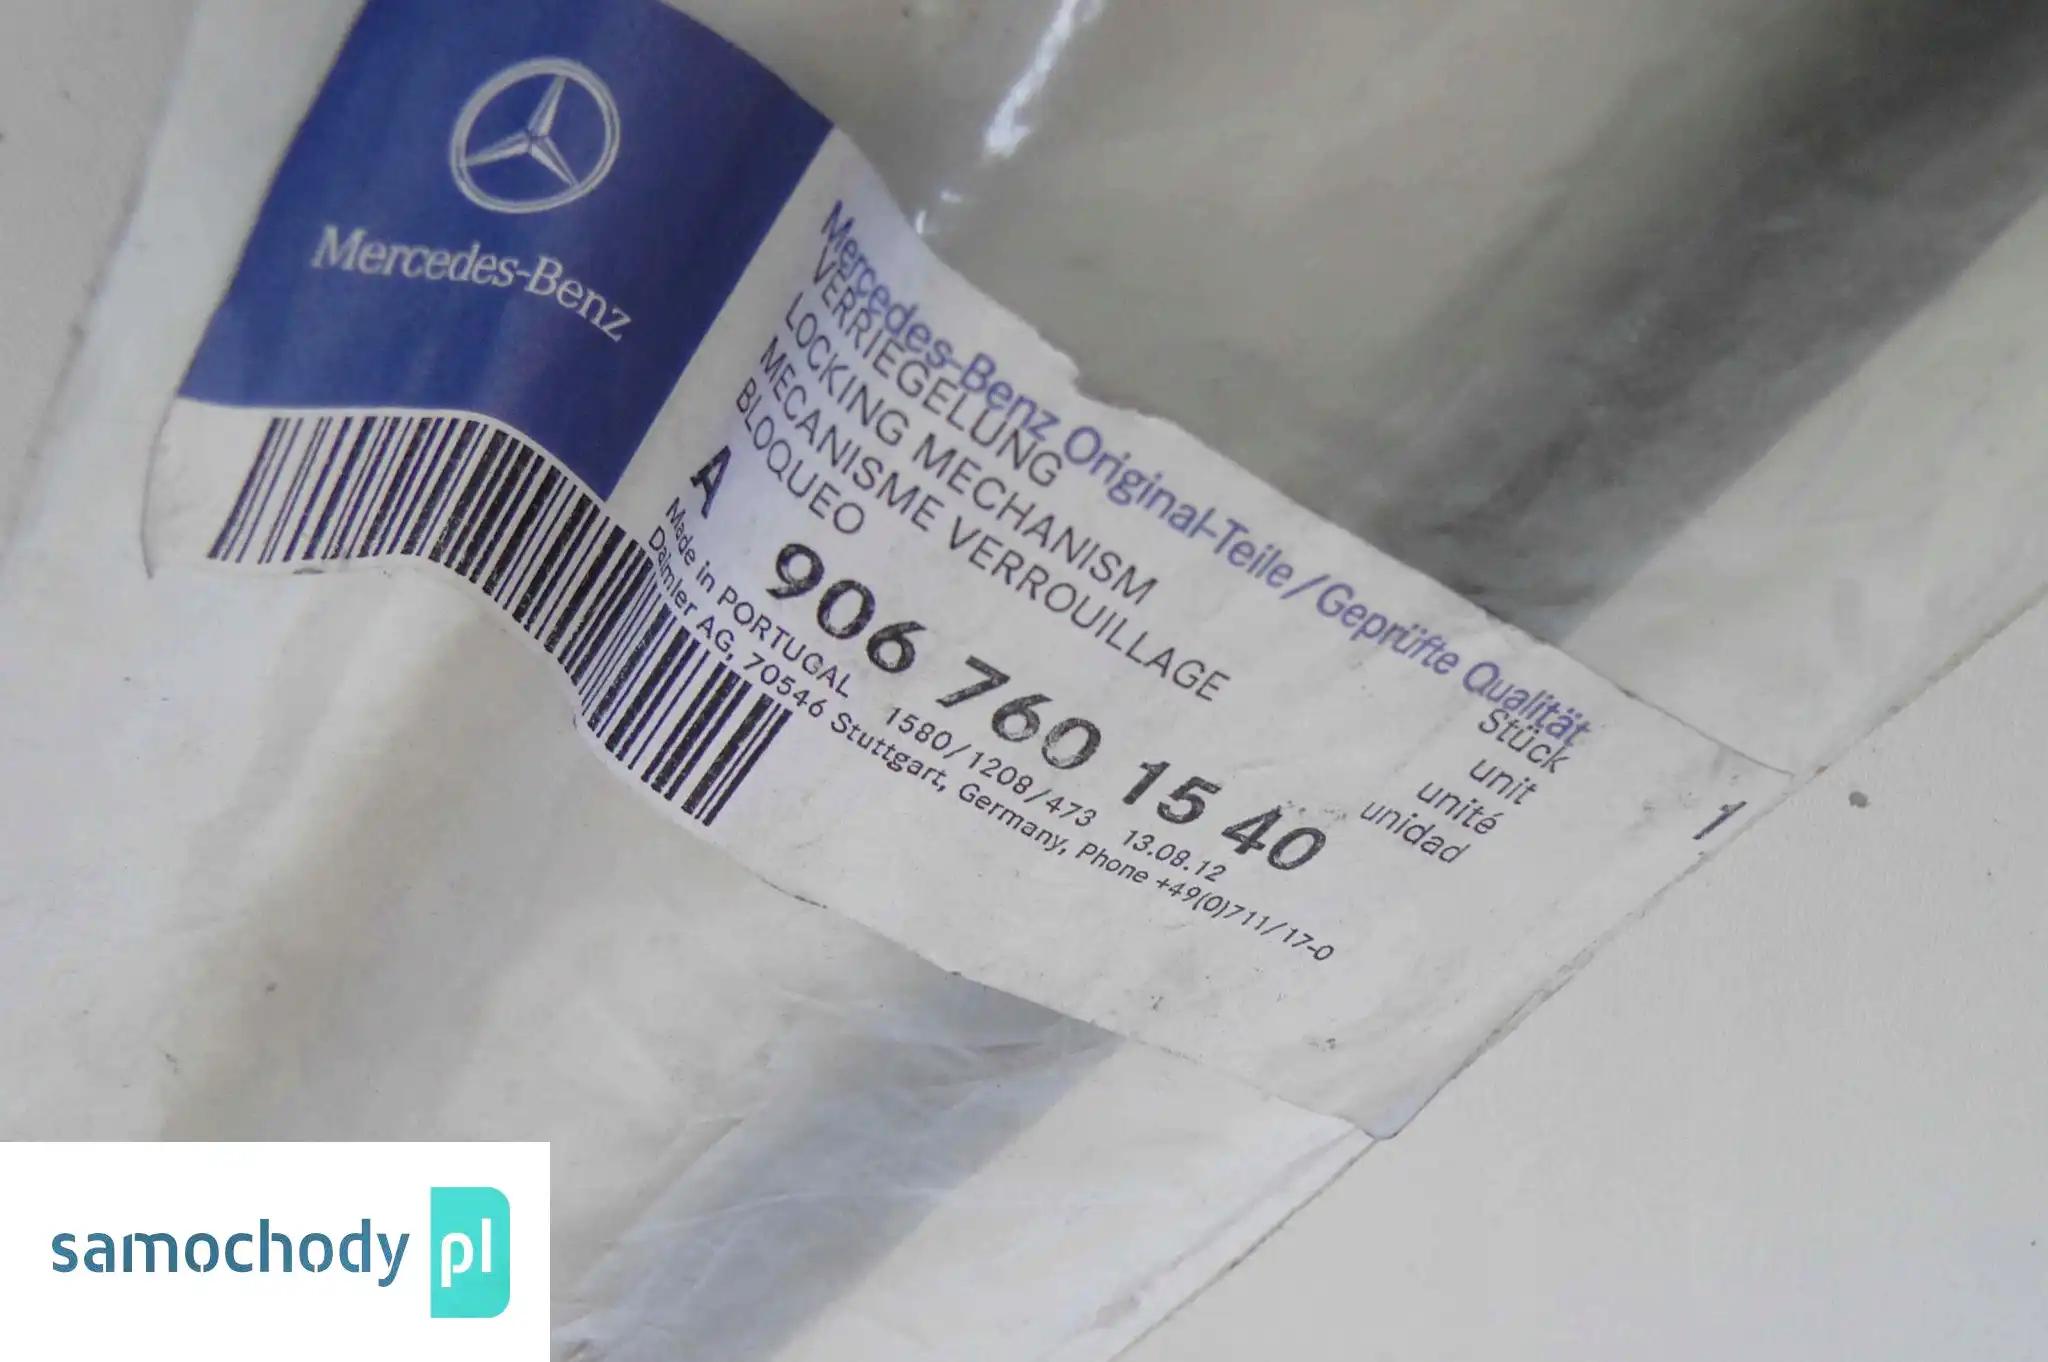 Mercedes-Benz
Mercedes-Benz Original-Teile/Geprüfte Qualität
VERRIEGELUNG
LOCKING MECHANISM
MECANISME VERROUILLAGE
BLOQUEO
Stück
unit
unité
unidad
1
A 906 760 15 40
Made in PORTUGAL 1580/1208/473 13.08.12
Daimler AG, 70546 Stuttgart, Germany, Phone +49(0)711/17-0
samochody pl